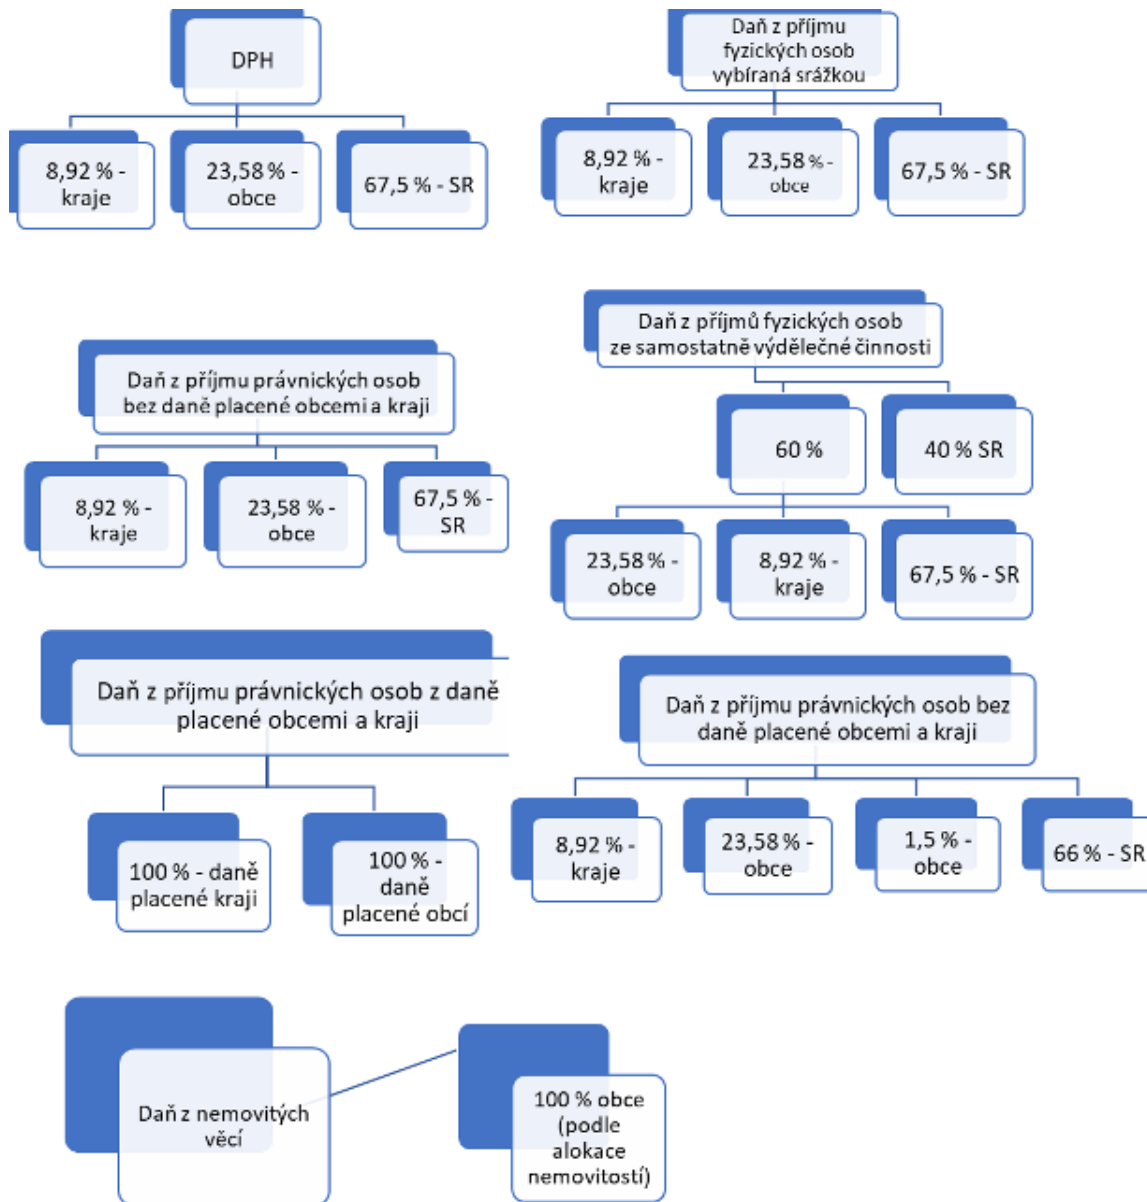 DPH
8,92 % -
kraje
23,58 % -
obce
67,5 % - SR
Daň z příjmu
fyzických osob
vybíraná srážkou
8,92 % -
kraje
23,58 % -
obce
67,5 % - SR
Daň z příjmu právnických osob
bez daně placené obcemi a kraji
8,92 % -
kraje
23,58 % -
obce
67,5 % -
SR
Daň z příjmů fyzických osob
ze samostatně výdělečné činnosti
60 %
40 % SR
23,58 % -
obce
8,92 % -
kraje
67,5 % - SR
Daň z příjmu právnických osob z daně
placené obcemi a kraji
100 % - daně
placené kraji
100 % -
daně
placené obcí
Daň z příjmu právnických osob bez
daně placené obcemi a kraji
8,92 % -
kraje
23,58 % -
obce
1,5 % -
obce
66 % - SR
Daň z nemovitých
věcí
100 % obce
(podle
alokace
nemovitostí)